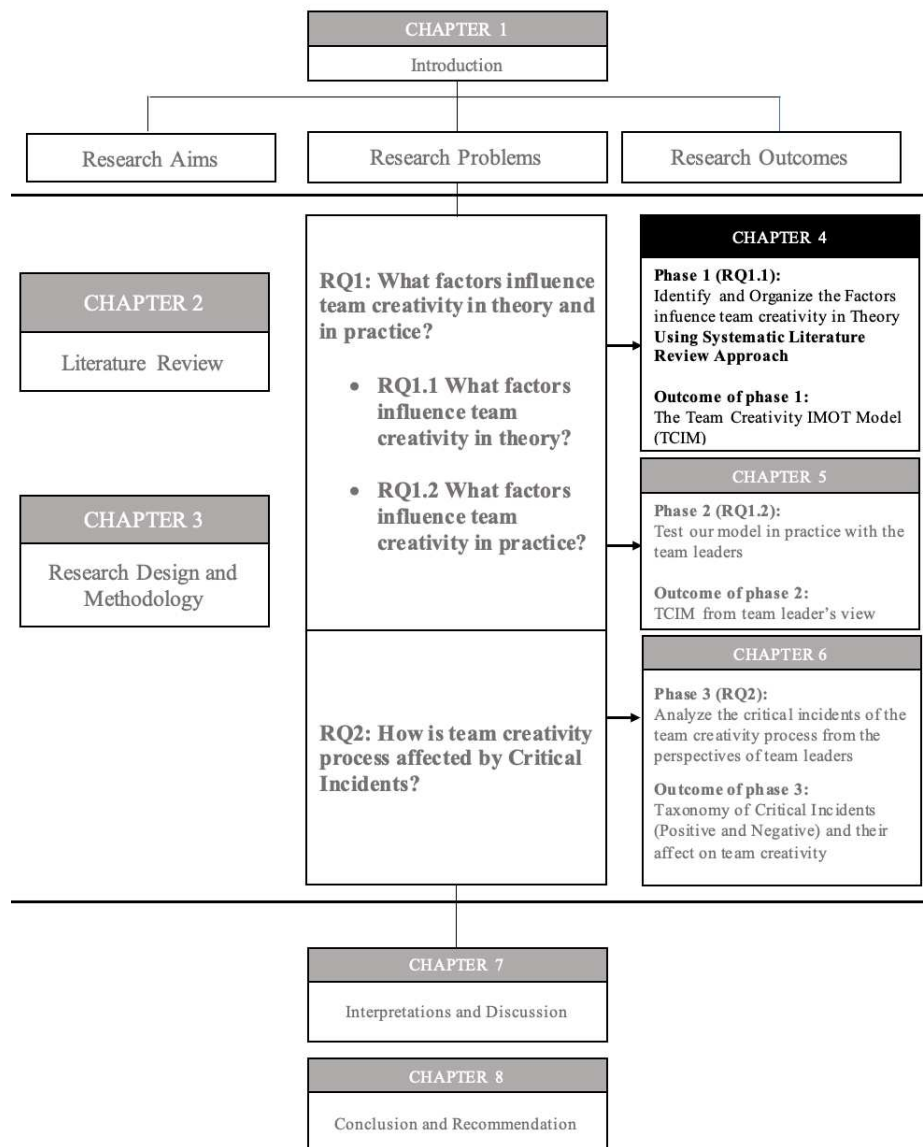 CHAPTER 1
Introduction
Research Aims
Research Problems
Research Outcomes
CHAPTER 2
Literature Review
CHAPTER 3
Research Design and
Methodology
RQ1: What factors influence
team creativity in theory and
in practice?
• RQ1.1 What factors
influence team
creativity in theory?
• RQ1.2 What factors
influence team
creativity in practice?
RQ2: How is team creativity
process affected by Critical
Incidents?
CHAPTER 4
Phase 1 (RQ1.1):
Identify and Organize the Factors
infuence team creativity in Theory
Using Systematic Literature
Review Approach
Outcome of phase 1:
The Team Creativity IMOT Model
(TCIM)
CHAPTER 5
Phase 2 (RQ1.2):
Test our model in practice with the
team leaders
Outcome of phase 2:
TCIM from team leader's view
CHAPTER 6
Phase 3 (RQ2):
Analyze the critical incidents of the
team creativity process from the
perspectives of team leaders
Outcome of phase 3:
Taxonomy of Critical Incidents
(Positive and Negative) and their
affect on team creativity
CHAPTER 7
Interpretations and Discussion
CHAPTER 8
Conclusion and Recommendation